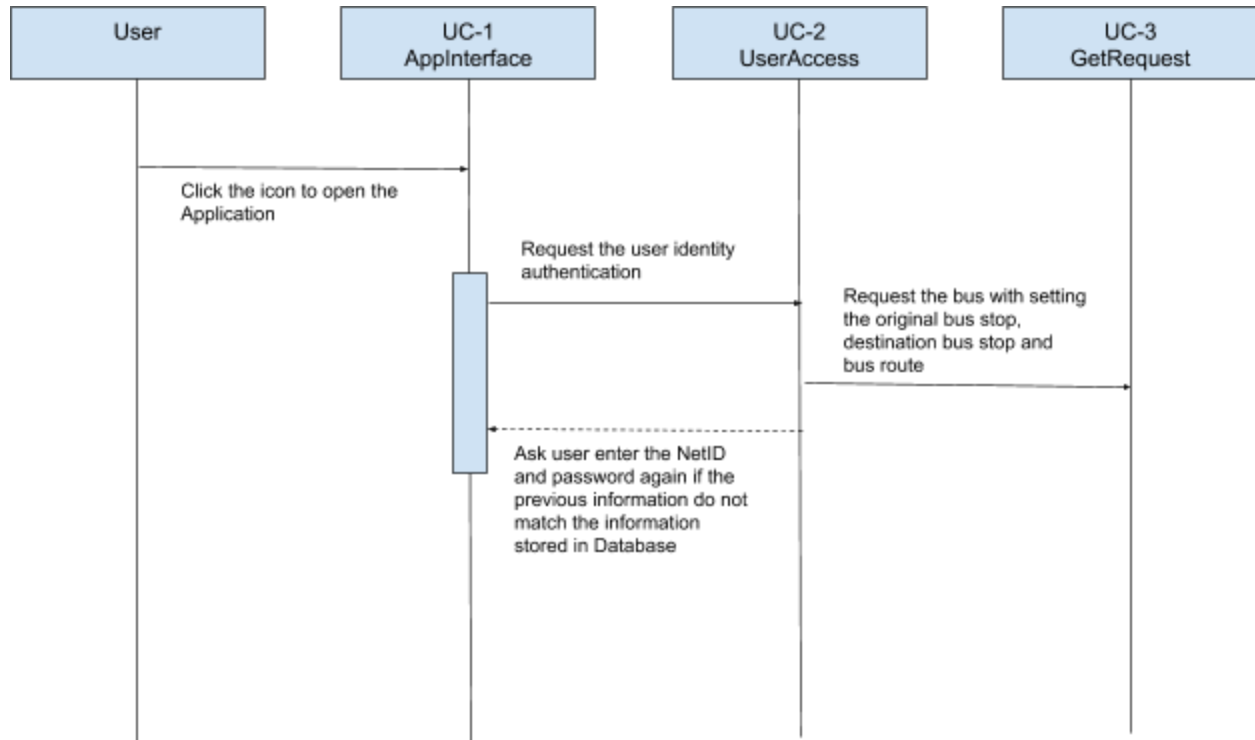 User
UC-1
AppInterface
UC-2
UserAccess
UC-3
GetRequest
Click the icon to open the
Application
Request the user identity
authentication
Request the bus with setting
the original bus stop,
destination bus stop and
bus route
Ask user enter the NetID
and password again if the
previous information do not
match the information
stored in Database